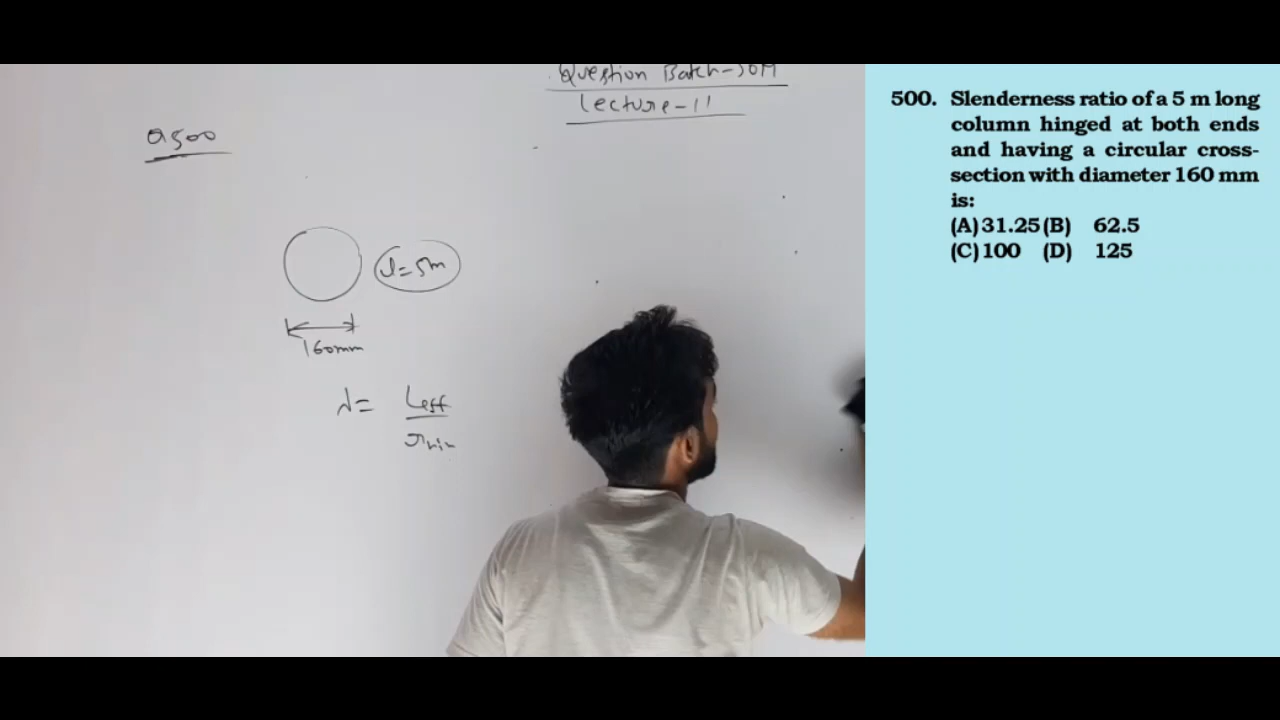 Question Batch-SOM
Lecture-11
Q500
l=5m
160mm
λ= Leff
rmin
500. Slenderness ratio of a 5 m long
column hinged at both ends
and having a circular cross-
section with diameter 160 mm
is:
(A) 31.25 (B) 62.5
(C) 100 (D) 125